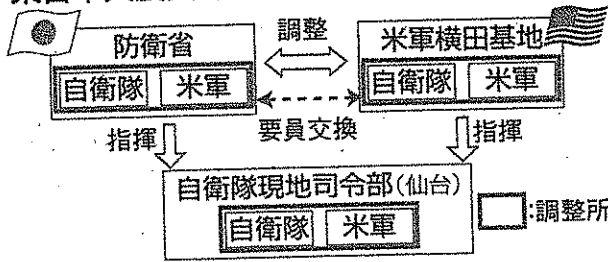 防衛省
自衛隊 米軍
調整
米軍横田基地
自衛隊 米軍
要員交換
指揮
指揮
自衛隊現地司令部(仙台)
自衛隊 米軍
:調整所